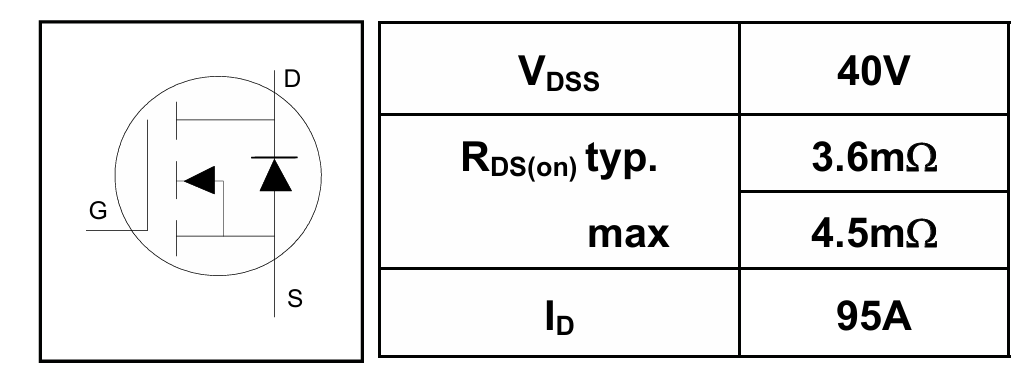 D
G
S
VDSS 40V
RDS(on) typ. 3.6mΩ
max 4.5mΩ
ID 95A